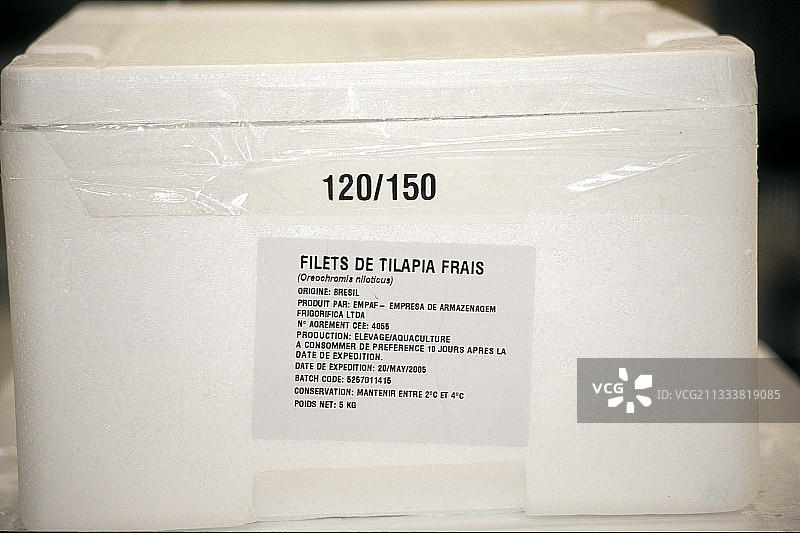 120/150
FILETS DE TILAPIA FRAIS
(Oreochromis niloticus)
ORIGINE: BRESIL
PRODUIT PAR: EMPAF - EMPRESA DE ARMAZENAGEM
FRIGORIFICA LTDA
N° AGREMENT CEE: 4055
PRODUCTION: ELEVAGE/AQUACULTURE
A CONSOMMER DE PREFERENCE 10 JOURS APRES LA
DATE DE EXPEDITION.
DATE DE EXPEDITION: 20/MAY/2005
BATCH CODE: 5257011415
CONSERVATION: MANTENIR ENTRE 2°C ET 4°C
POIDS NET: 5 KG
VCG
VCG211333819085